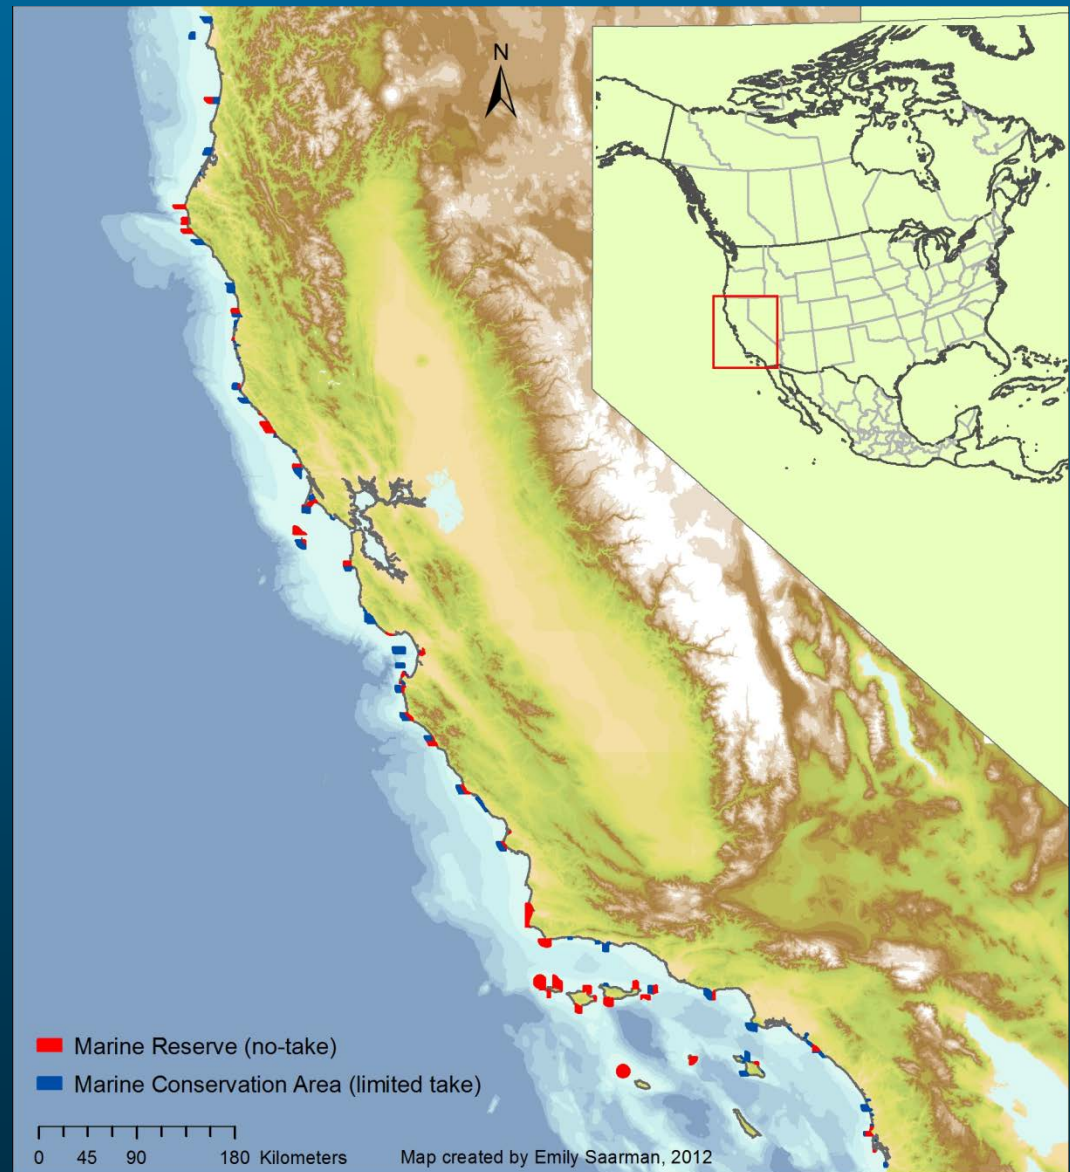 N
Marine Reserve (no-take)
Marine Conservation Area (limited take)
0 45 90 180 Kilometers
Map created by Emily Saarman, 2012